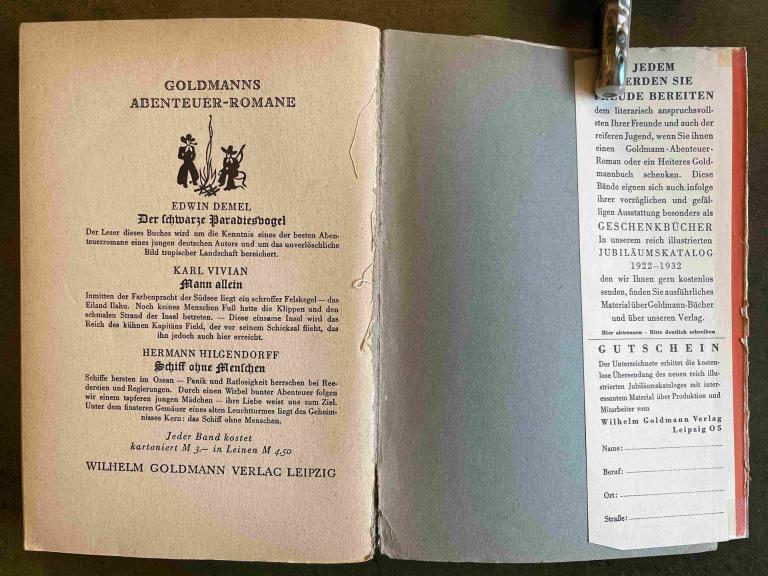 GOLDMANNS
ABENTEUER-ROMANE
EDWIN DEMEL
Der schwarze Paradiesvogel
Der Leser dieses Buches wird um die Kenntnis eines der besten Aben-
teuerromane eines jungen deutschen Autors und um das unverlöschliche
Bild tropischer Landschaft bereichert.
KARL VIVIAN
Mann allein
Inmitten der Farbenpracht der Südsee liegt ein schroffer Felskegel — das
Eiland Ilahu. Noch keines Menschen Fuß hatte die Klippen und den
schmalen Strand der Insel betreten. — Diese einsame Insel wird das
Reich des kühnen Kapitäns Field, der vor seinem Schicksal flieht, das
ihn jedoch auch hier erreicht.
HERMANN HILGENDORFF
Schiff ohne Menschen
Schiffe bersten im Ozean — Panik und Ratlosigkeit herrschen bei Ree-
dereien und Regierungen. Durch einen Wirbel bunter Abenteuer folgen
wir einem tapferen jungen Mädchen — ihre Liebe weist uns zum Ziel.
Unter dem finsteren Gemäuer eines alten Leuchtturmes liegt des Geheim-
nisses Kern: das Schiff ohne Menschen.
Jeder Band kostet
kartoniert M 3.— in Leinen M 4.50
WILHELM GOLDMANN VERLAG LEIPZIG
JEDEM
WERDEN SIE
FREUDE BEREITEN
dem literarisch anspruchsvoll-
sten Ihrer Freunde und auch der
reiferen Jugend, wenn Sie ihnen
einen Goldmann-Abenteuer-
Roman oder ein Heiteres Gold-
mannbuch schenken. Diese
Bände eignen sich auch infolge
ihrer vorzüglichen und gefäl-
ligen Ausstattung besonders als
GESCHENKBÜCHER
In unserem reich illustrierten
JUBILÄUMSKATALOG
1922–1932
den wir Ihnen gern kostenlos
senden, finden Sie ausführliches
Material über Goldmann-Bücher
und über unseren Verlag.
Hier abtrennen - Bitte deutlich schreiben
GUTSCHEIN
Der Unterzeichnete erbittet die kosten-
lose Übersendung des neuen reich illu-
strierten Jubiläumskataloges mit inter-
essantem Material über Produktion und
Mitarbeiter vom
Wilhelm Goldmann Verlag
Leipzig O 5
Name:
Beruf:
Ort:
Straße: